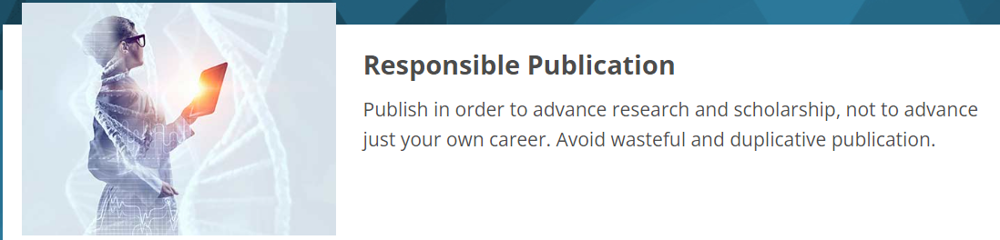 Responsible Publication
Publish in order to advance research and scholarship, not to advance
just your own career. Avoid wasteful and duplicative publication.